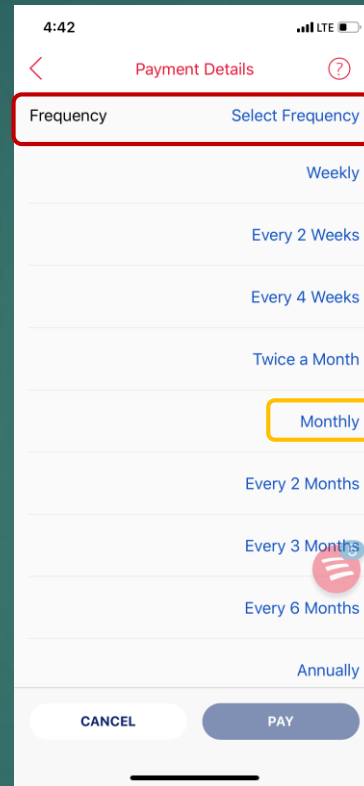 4:42 LTE
Payment Details ?
Frequency Select Frequency
Weekly
Every 2 Weeks
Every 4 Weeks
Twice a Month
Monthly
Every 2 Months
Every 3 Months
Every 6 Months
Annually
CANCEL PAY